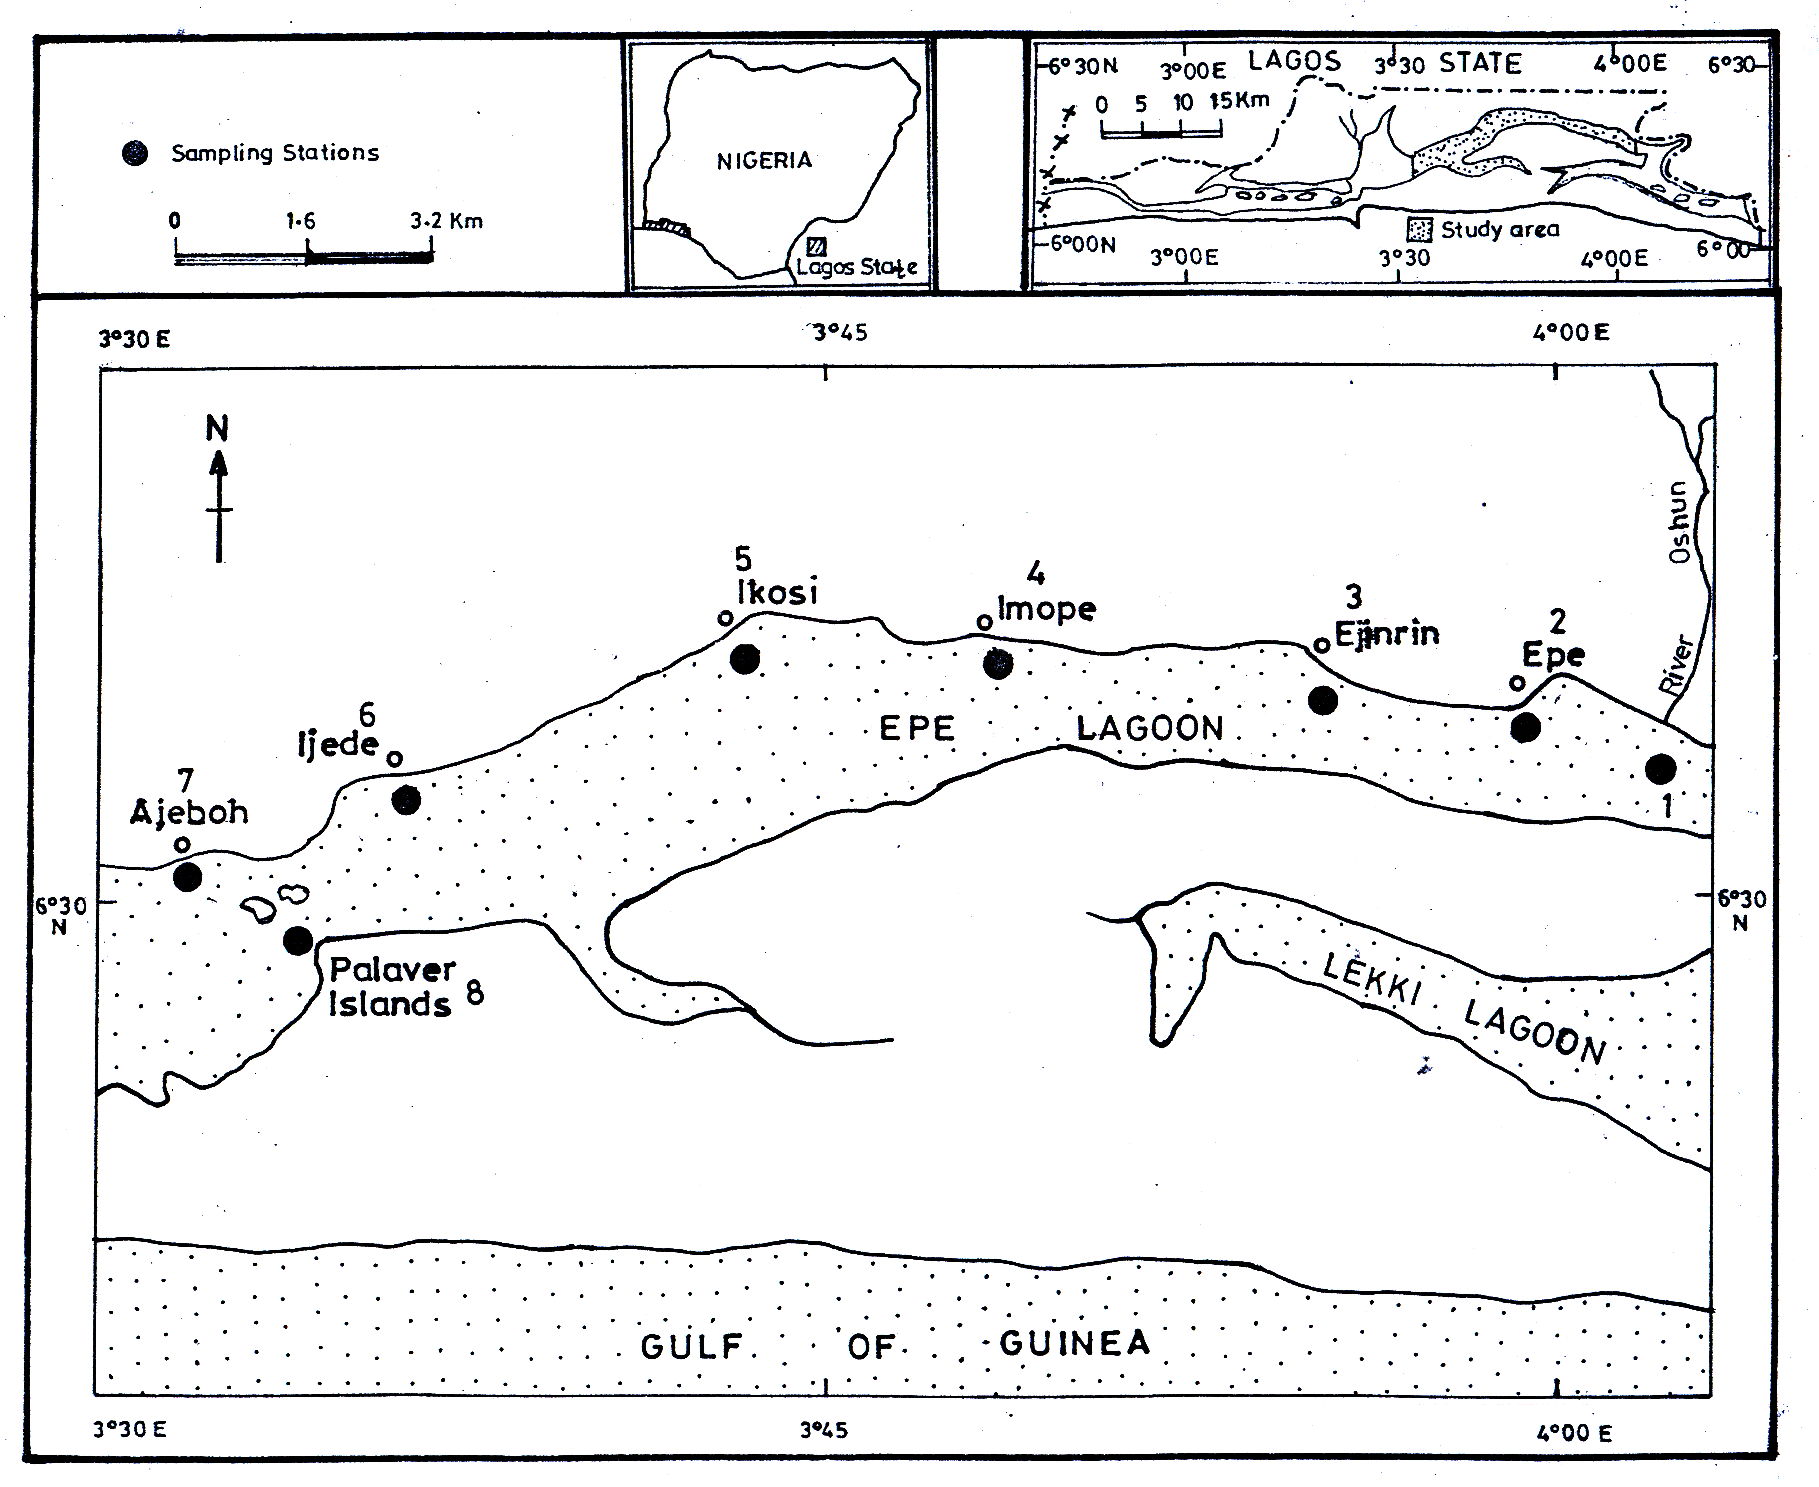 Sampling Stations
0 1·6 3·2 Km
NIGERIA
Lagos State
6°30N 3°00E LAGOS 3°30 STATE 4°00E 6°30
0 5 10 15Km
Study area
6°00N 3°00E 3°30 4°00E 6°00
3°30 E 3°45 4°00 E
N
River Oshun
5
Ikosi
4
Imope
3
Ejinrin
2
Epe
6
Ijede
EPE LAGOON
7
Ajeboh
1
6°30
N
6°30
N
Palaver
Islands 8
LEKKI LAGOON
GULF OF GUINEA
3°30 E 3°45 4°00 E